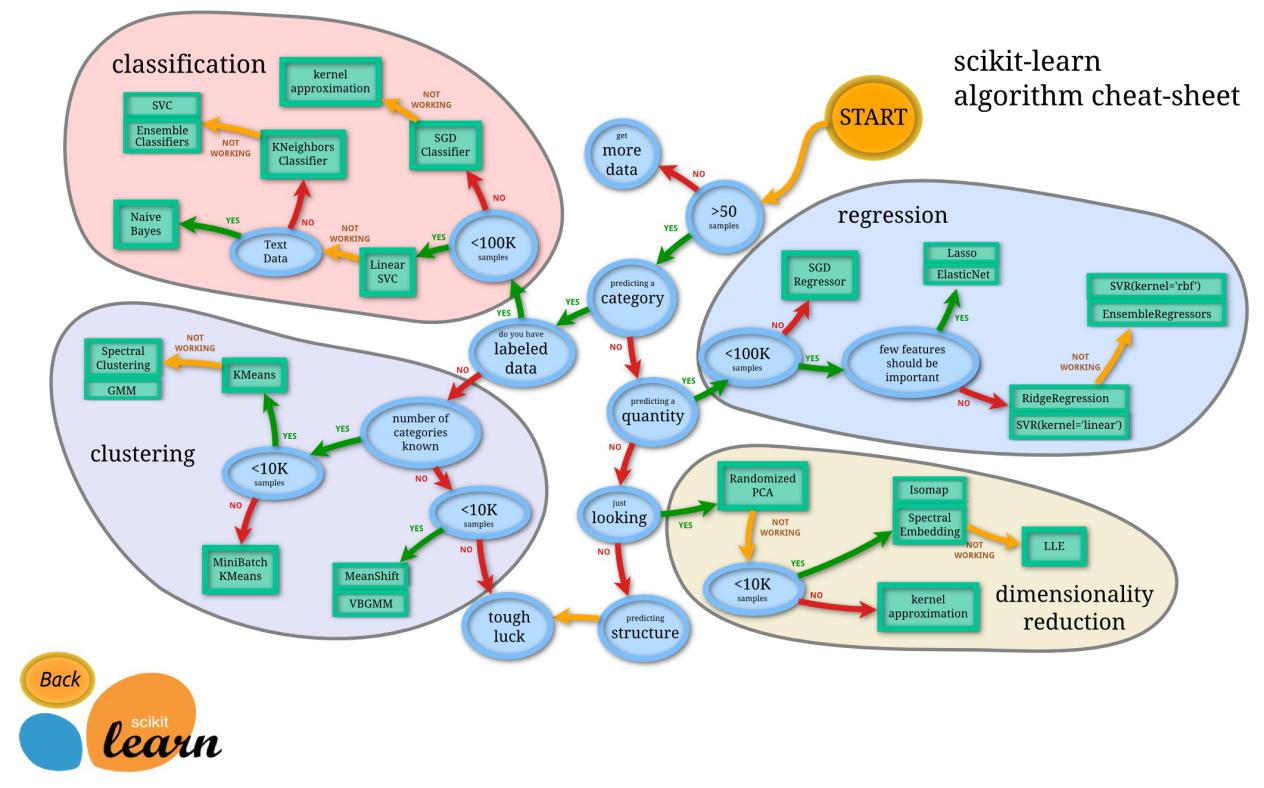 scikit-learn
algorithm cheat-sheet
START
classification
kernel
approximation
NOT
WORKING
SVC
Ensemble
Classifiers
NOT
WORKING
KNeighbors
Classifier
SGD
Classifier
NO
Naive
Bayes
YES
Text
Data
NO
NOT
WORKING
Linear
SVC
YES
<100K
samples
get
more
data
NO
>50
samples
YES
predicting a
category
YES
NO
do you have
labeled
data
YES
NO
predicting a
quantity
YES
NO
just
looking
YES
NO
predicting
structure
tough
luck
regression
SGD
Regressor
NO
<100K
samples
YES
few features
should be
important
YES
NO
Lasso
ElasticNet
SVR(kernel='rbf')
EnsembleRegressors
NOT
WORKING
RidgeRegression
SVR(kernel='linear')
clustering
Spectral
Clustering
GMM
NOT
WORKING
KMeans
YES
<10K
samples
YES
number of
categories
known
NO
NO
MiniBatch
KMeans
<10K
samples
YES
NO
MeanShift
VBGMM
dimensionality
reduction
Randomized
PCA
NOT
WORKING
<10K
samples
YES
NO
Isomap
Spectral
Embedding
NOT
WORKING
LLE
kernel
approximation
Back
scikit
learn